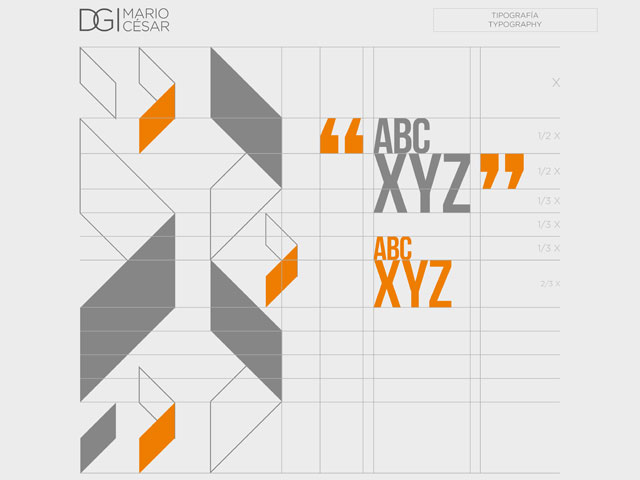 DG| MARIO
CÉSAR
TIPOGRAFÍA
TYPOGRAPHY
X
1/2 X
“ ABC
XYZ ”
1/2 X
1/3 X
1/3 X
ABC
XYZ
1/3 X
2/3 X